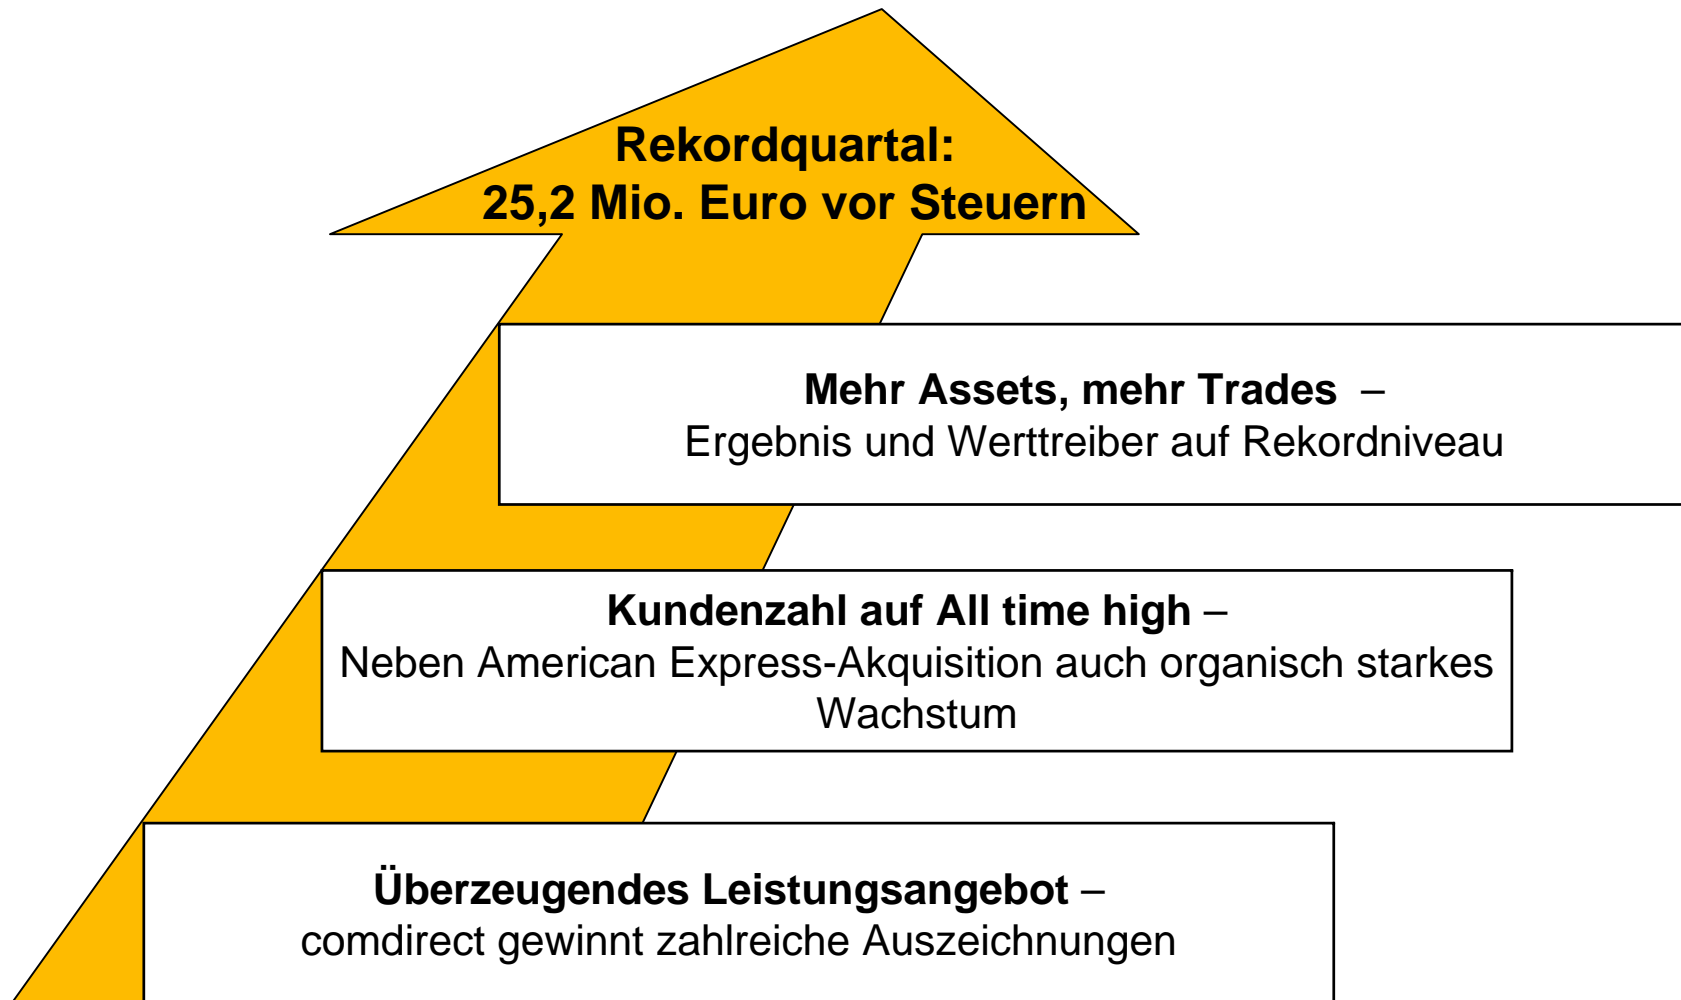 Rekordquartal:
25,2 Mio. Euro vor Steuern
Mehr Assets, mehr Trades –
Ergebnis und Werttreiber auf Rekordniveau
Kundenzahl auf All time high –
Neben American Express-Akquisition auch organisch starkes
Wachstum
Überzeugendes Leistungsangebot –
comdirect gewinnt zahlreiche Auszeichnungen